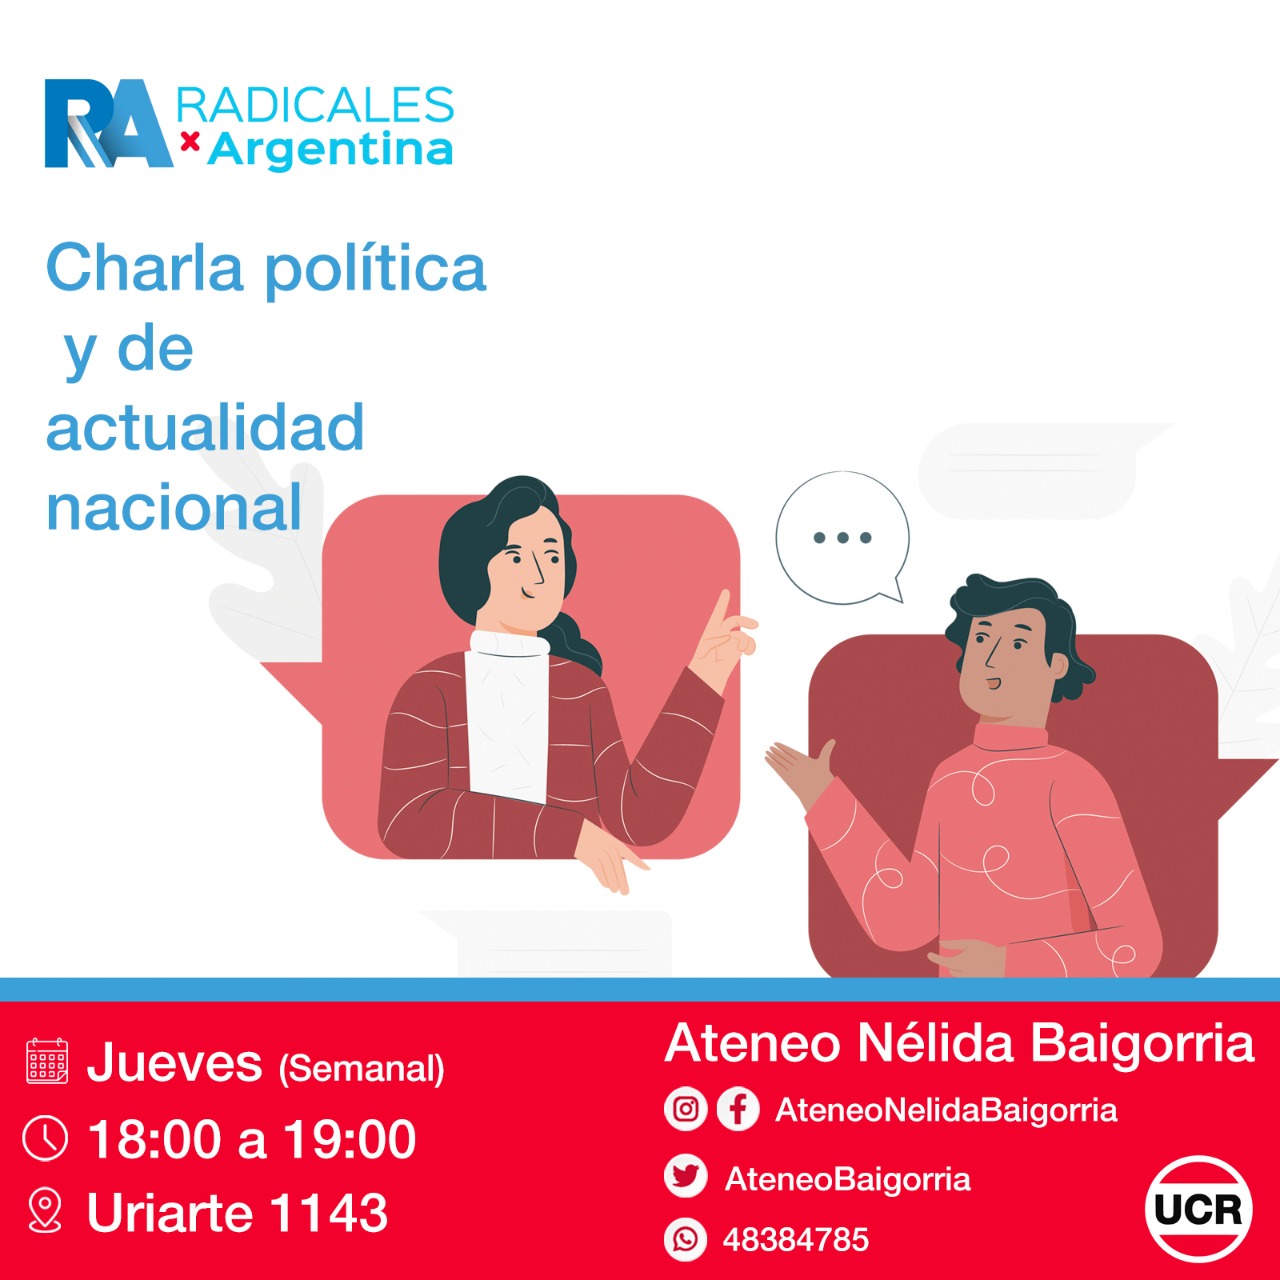 RA RADICALES
x Argentina
Charla política
y de
actualidad
nacional
Jueves (Semanal)
18:00 a 19:00
Uriarte 1143
Ateneo Nélida Baigorria
AteneoNelidaBaigorria
AteneoBaigorria
48384785
UCR